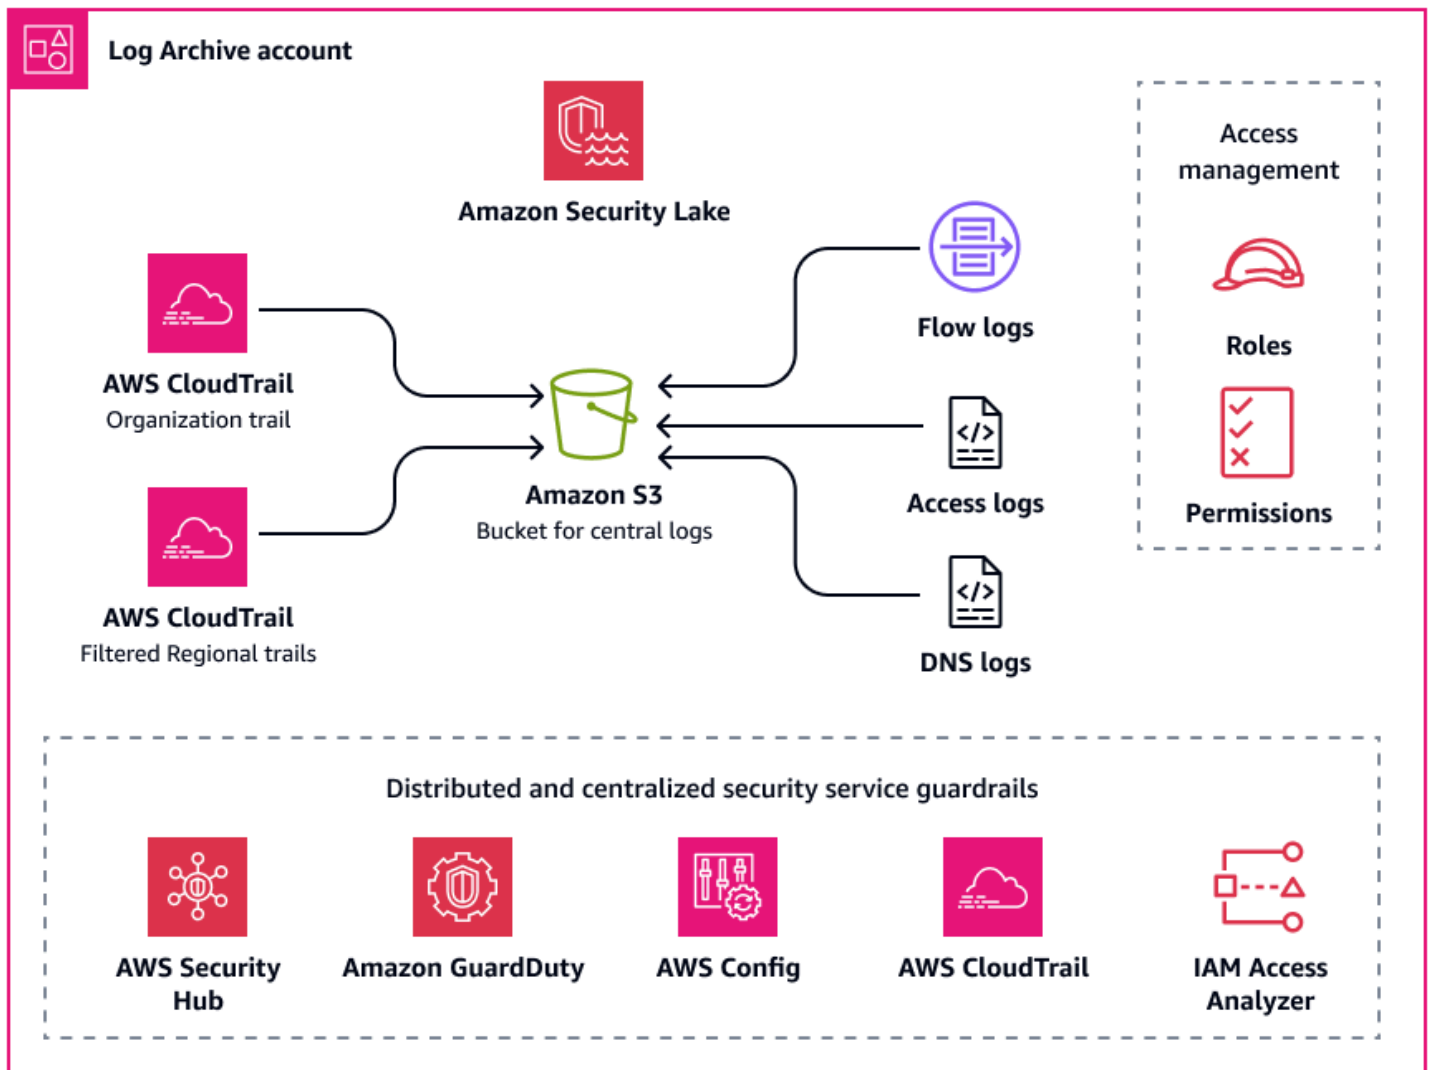 Log Archive account
Amazon Security Lake
Access
management
Flow logs
Roles
AWS CloudTrail
Organization trail
Amazon S3
Bucket for central logs
Access logs
Permissions
AWS CloudTrail
Filtered Regional trails
DNS logs
Distributed and centralized security service guardrails
AWS Security
Hub
Amazon GuardDuty
AWS Config
AWS CloudTrail
IAM Access
Analyzer